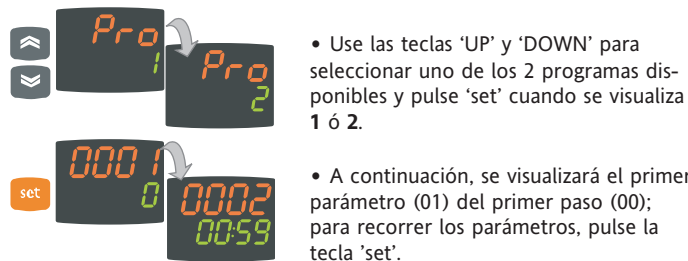 Pro
1
Pro
2
• Use las teclas ‘UP’ y ‘DOWN’ para
seleccionar uno de los 2 programas dis-
ponibles y pulse ‘set’ cuando se visualiza
1 ó 2.
set
0001
0
0002
00:59
• A continuación, se visualizará el primer
parámetro (01) del primer paso (00);
para recorrer los parámetros, pulse la
tecla ’set’.